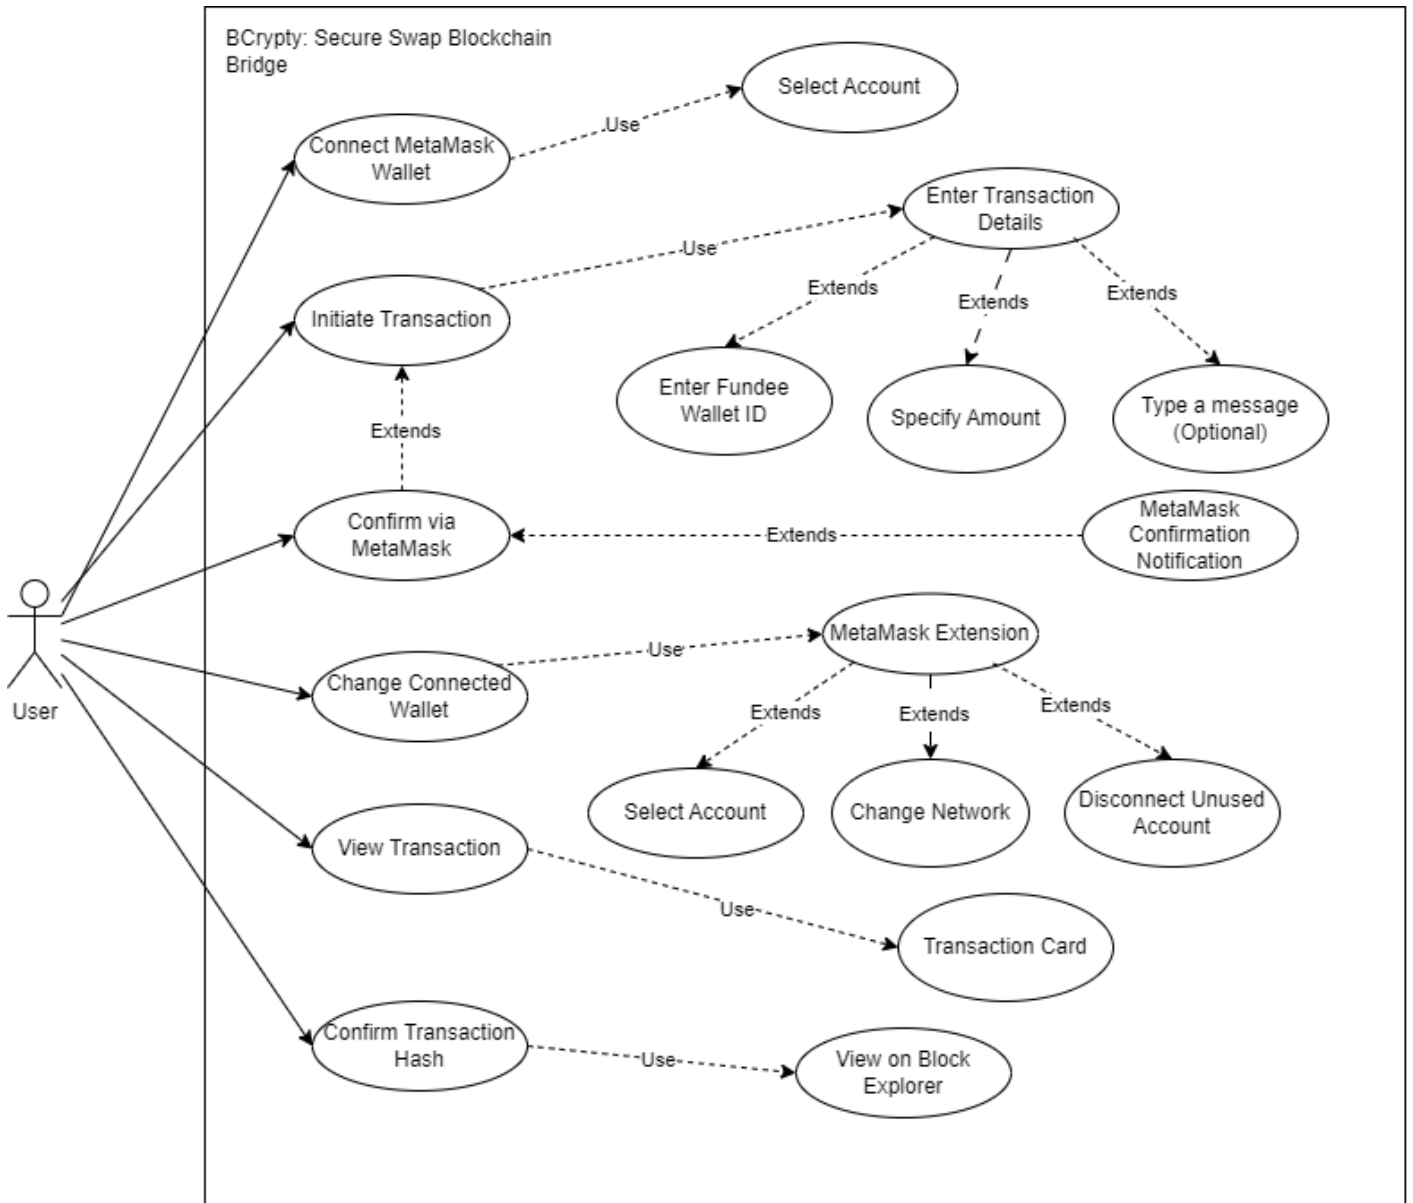 BCrypty: Secure Swap Blockchain
Bridge
Select Account
Use
Connect MetaMask
Wallet
Enter Transaction
Details
Use
Extends
Extends
Extends
Initiate Transaction
Enter Fundee
Wallet ID
Specify Amount
Type a message
(Optional)
Extends
Confirm via
MetaMask
Extends
MetaMask
Confirmation
Notification
User
MetaMask Extension
Use
Change Connected
Wallet
Extends
Extends
Extends
Select Account
Change Network
Disconnect Unused
Account
View Transaction
Use
Transaction Card
Confirm Transaction
Hash
Use
View on Block
Explorer